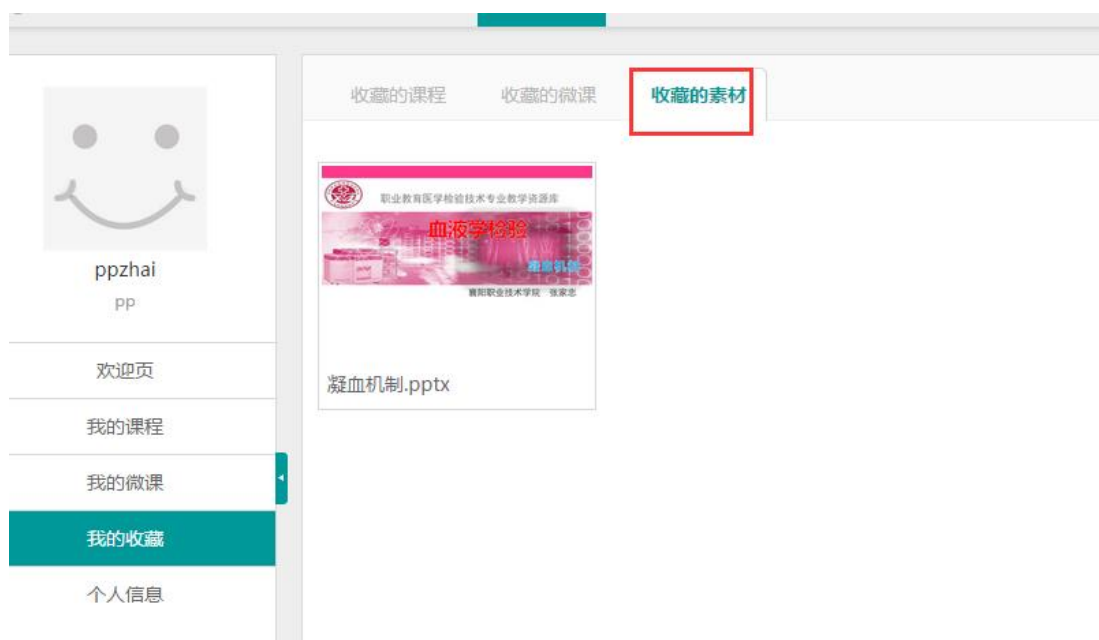 收藏的课程 收藏的微课 收藏的素材
职业教育医学检验技术专业教学资源库
血液学检验
凝血机制
襄阳职业技术学院 张家忠
凝血机制.pptx
ppzhai
pp
欢迎页
我的课程
我的微课
我的收藏
个人信息